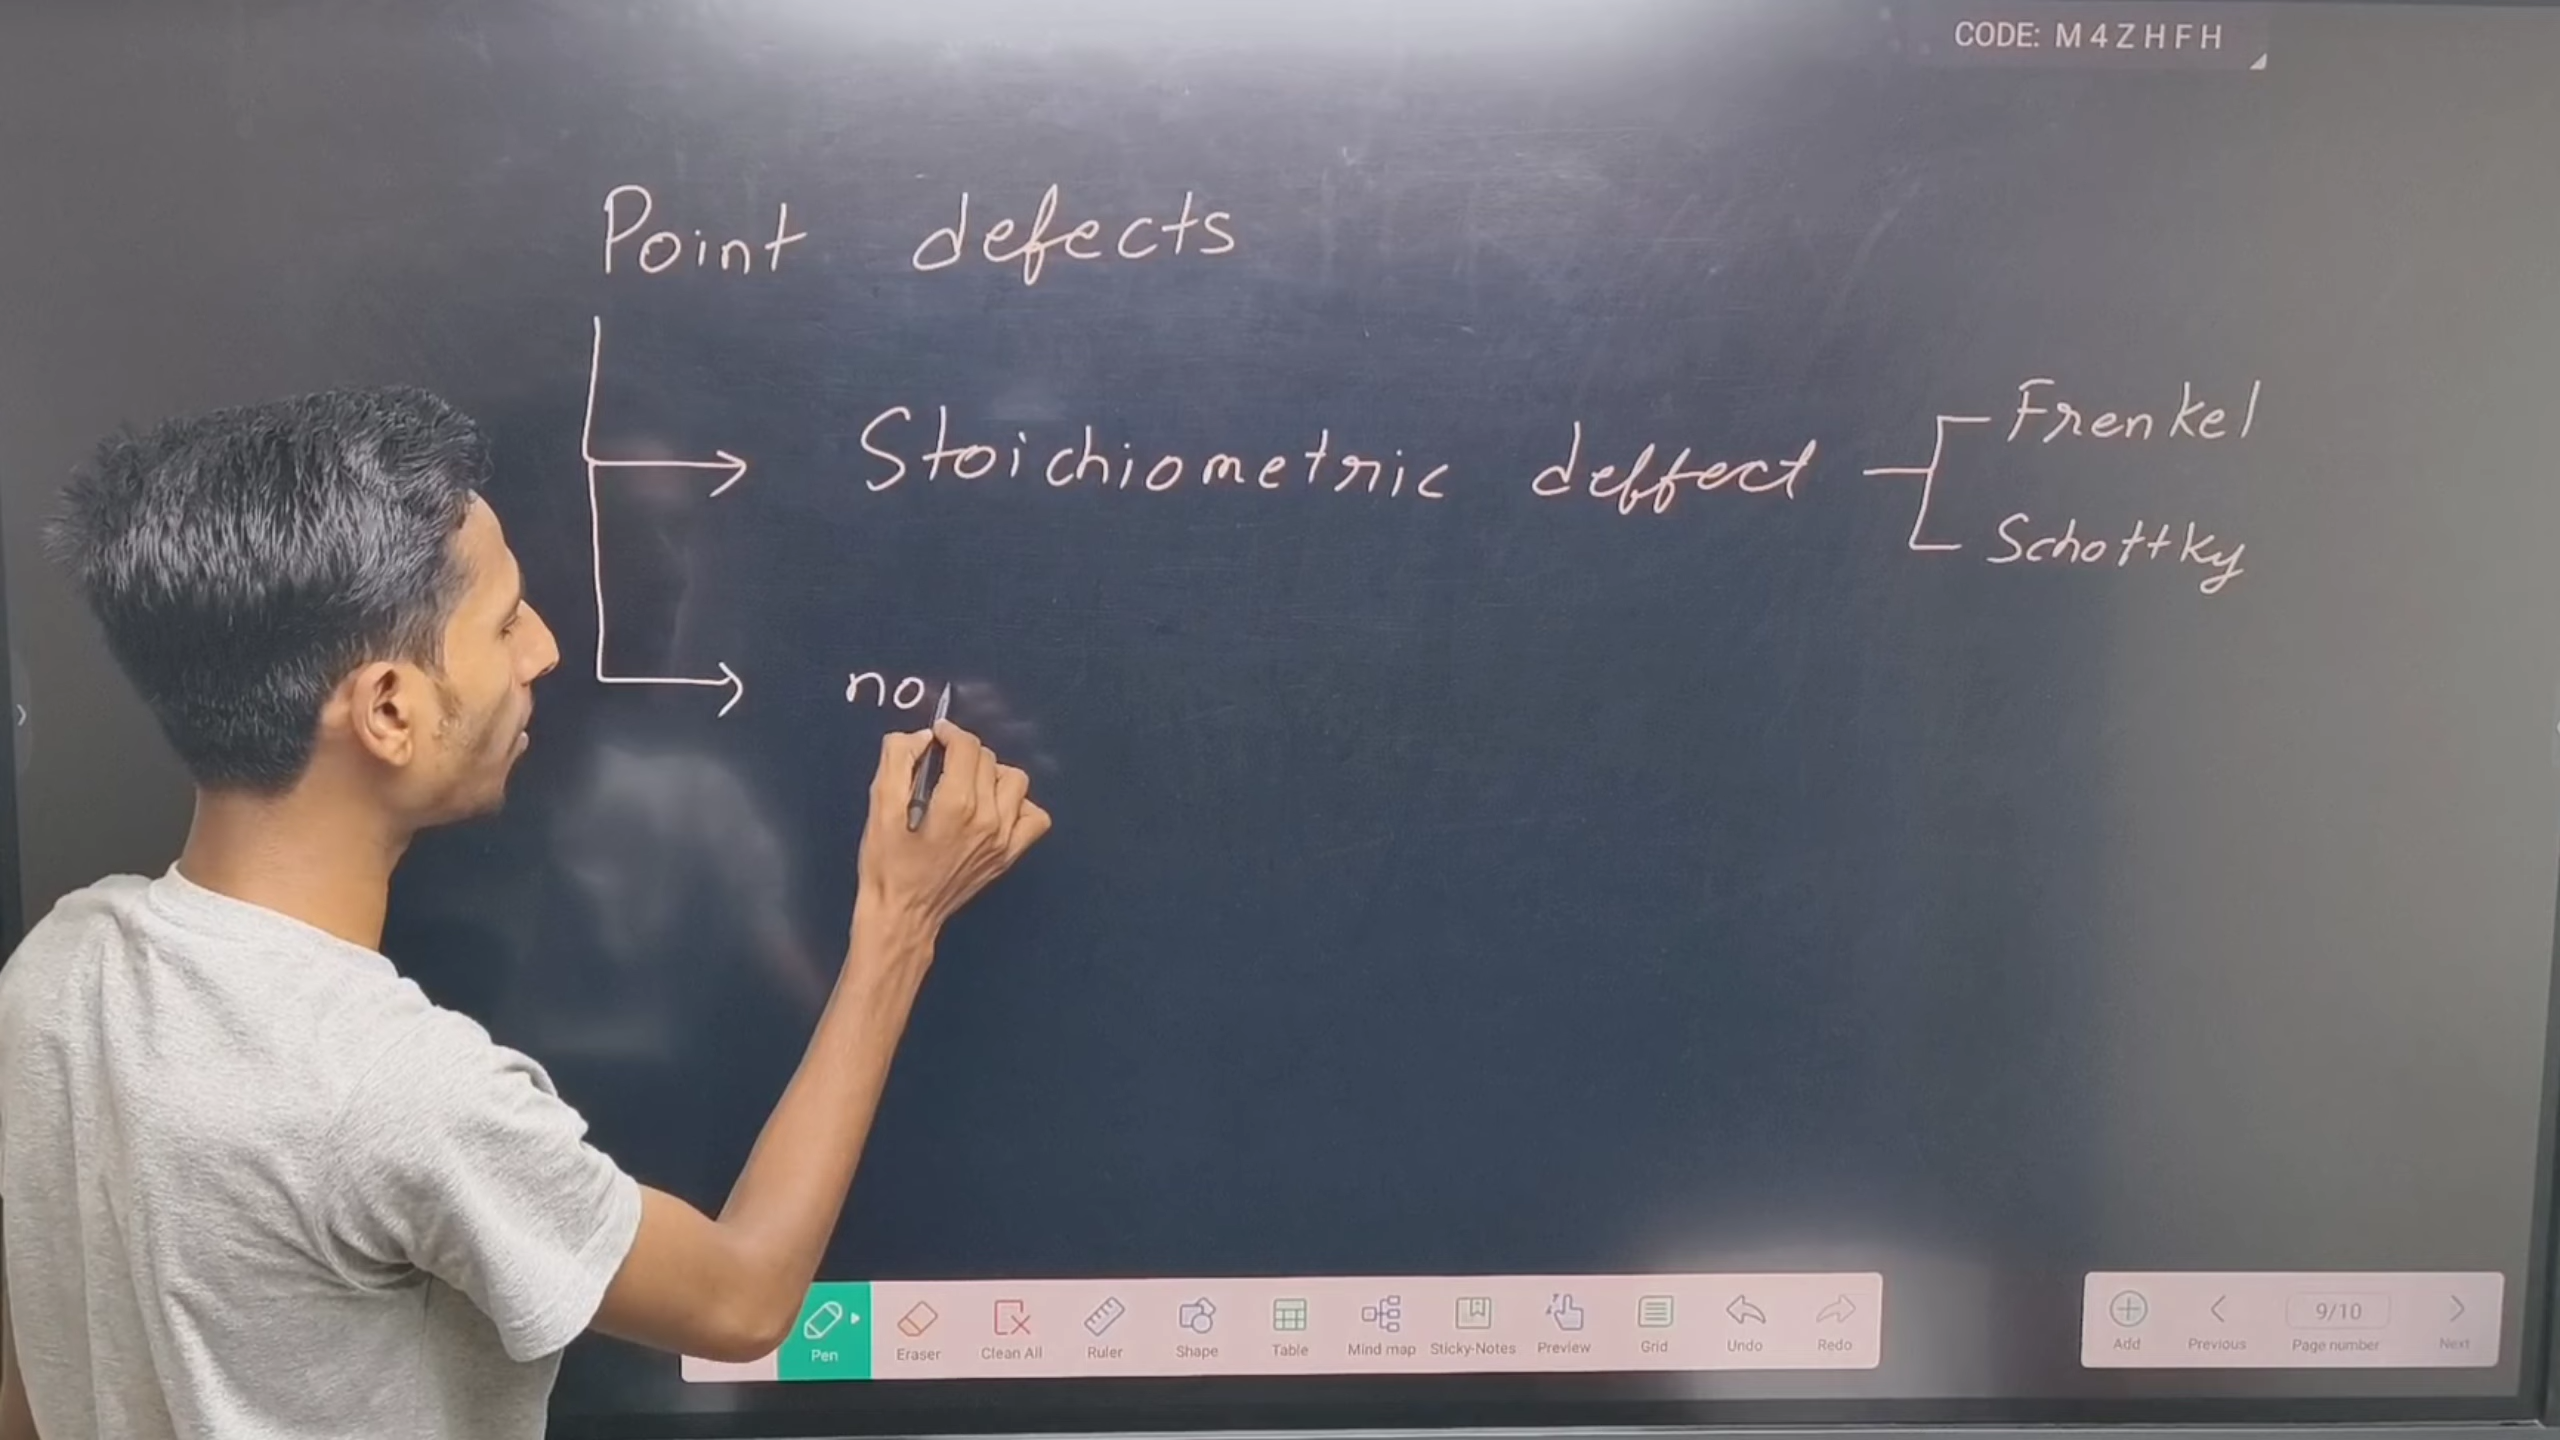 CODE: M4ZHFH
Point defects
Stoichiometric deffect
Frenkel
Schottky
no
Pen
Eraser
Clean All
Ruler
Shape
Table
Mind map
Sticky-Notes
Preview
Grid
Undo
Redo
Add
Previous
9/10
Page number
Next